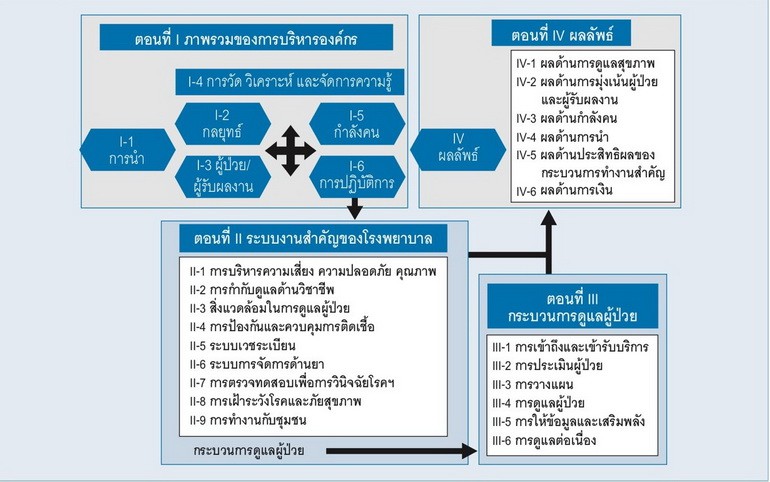 ตอนที่ I ภาพรวมของการบริหารองค์กร
I-4 การวัด วิเคราะห์ และจัดการความรู้
I-1
การนำ
I-2
กลยุทธ์
I-3 ผู้ป่วย/
ผู้รับผลงาน
I-5
กำลังคน
I-6
การปฏิบัติการ
ตอนที่ IV ผลลัพธ์
IV
ผลลัพธ์
IV-1 ผลด้านการดูแลสุขภาพ
IV-2 ผลด้านการมุ่งเน้นผู้ป่วย
และผู้รับผลงาน
IV-3 ผลด้านกำลังคน
IV-4 ผลด้านการนำ
IV-5 ผลด้านประสิทธิผลของ
กระบวนการทำงานสำคัญ
IV-6 ผลด้านการเงิน
ตอนที่ II ระบบงานสำคัญของโรงพยาบาล
II-1 การบริหารความเสี่ยง ความปลอดภัย คุณภาพ
II-2 การกำกับดูแลด้านวิชาชีพ
II-3 สิ่งแวดล้อมในการดูแลผู้ป่วย
II-4 การป้องกันและควบคุมการติดเชื้อ
II-5 ระบบเวชระเบียน
II-6 ระบบการจัดการด้านยา
II-7 การตรวจทดสอบเพื่อการวินิจฉัยโรคฯ
II-8 การเฝ้าระวังโรคและภัยสุขภาพ
II-9 การทำงานกับชุมชน
กระบวนการดูแลผู้ป่วย
ตอนที่ III
กระบวนการดูแลผู้ป่วย
III-1 การเข้าถึงและเข้ารับบริการ
III-2 การประเมินผู้ป่วย
III-3 การวางแผน
III-4 การดูแลผู้ป่วย
III-5 การให้ข้อมูลและเสริมพลัง
III-6 การดูแลต่อเนื่อง